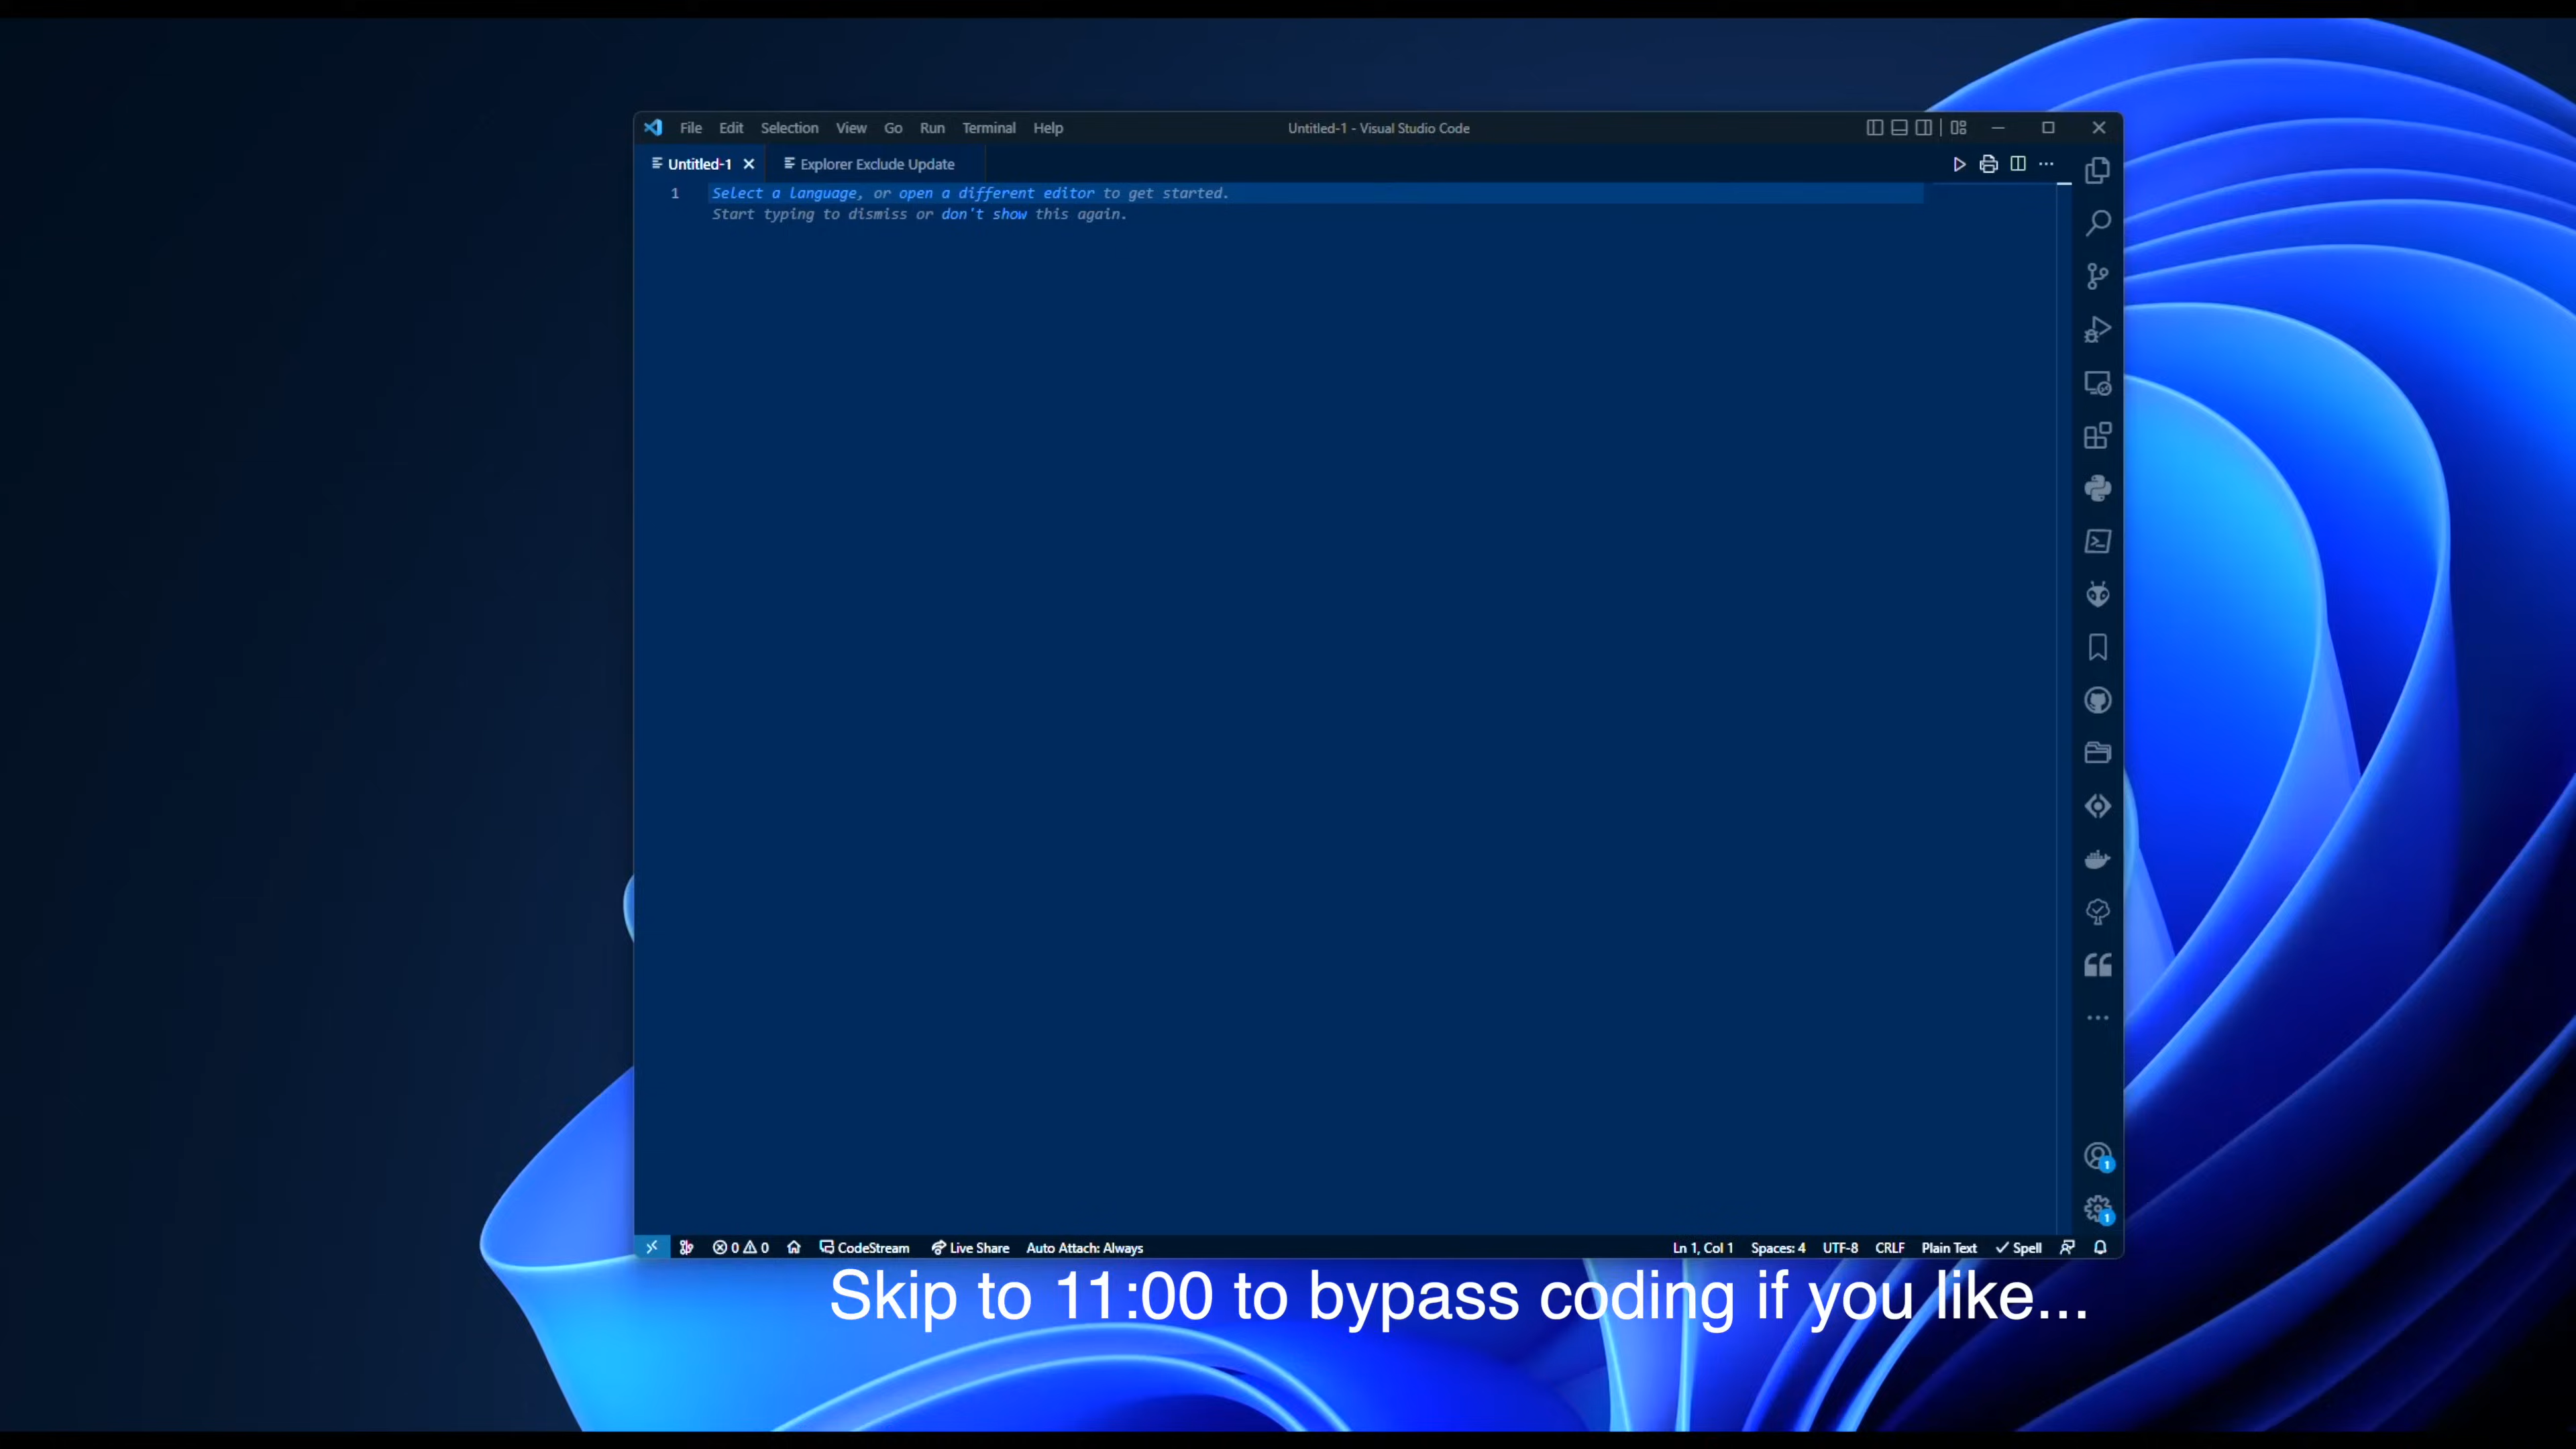 File Edit Selection View Go Run Terminal Help Untitled-1 - Visual Studio Code
Untitled-1 Explorer Exclude Update
1 Select a language, or open a different editor to get started.
Start typing to dismiss or don't show this again.
1
1
0 0 CodeStream Live Share Auto Attach: Always Ln 1, Col 1 Spaces: 4 UTF-8 CRLF Plain Text Spell
Skip to 11:00 to bypass coding if you like...